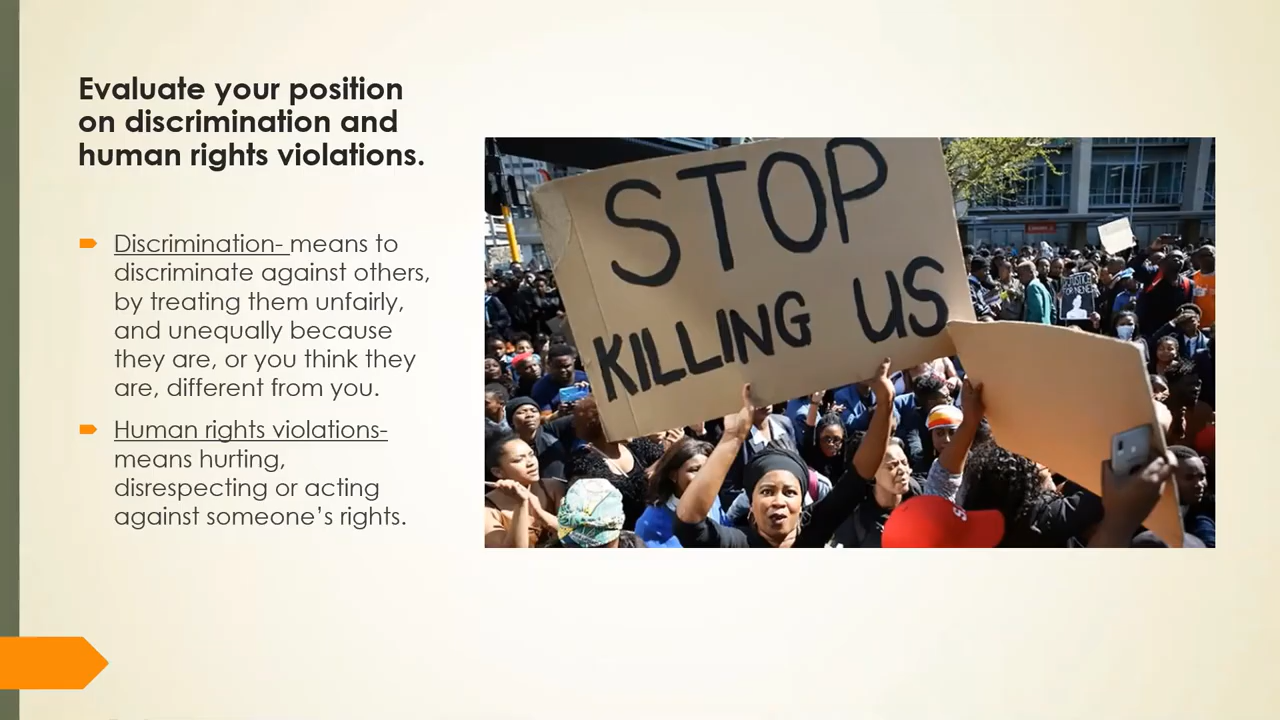 Evaluate your position
on discrimination and
human rights violations.
Discrimination- means to
discriminate against others,
by treating them unfairly,
and unequally because
they are, or you think they
are, different from you.
Human rights violations-
means hurting,
disrespecting or acting
against someone’s rights.
STOP
KILLING US